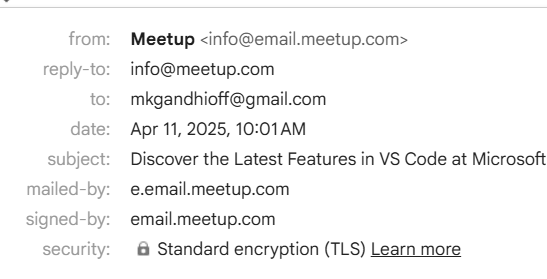 from: Meetup <info@email.meetup.com>
reply-to: info@meetup.com
to: mkgandhioff@gmail.com
date: Apr 11, 2025, 10:01 AM
subject: Discover the Latest Features in VS Code at Microsoft
mailed-by: e.email.meetup.com
signed-by: email.meetup.com
security: Standard encryption (TLS) Learn more